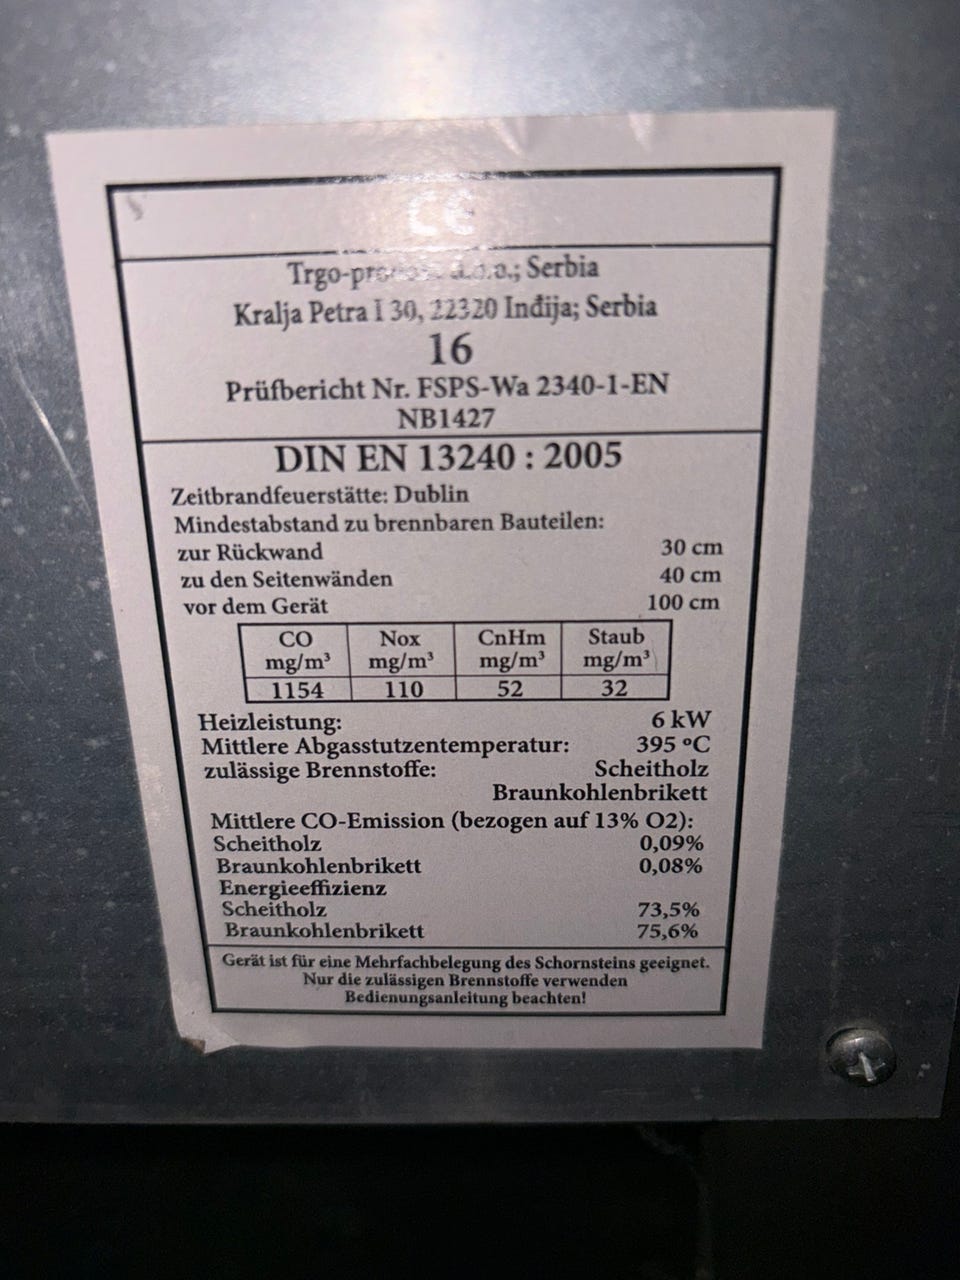 CE
Trgo- d.o.o.; Serbia
Kralja Petra I 30, 22320 Inđija; Serbia
16
Prüfbericht Nr. FSPS-Wa 2340-1-EN
NB1427
DIN EN 13240 : 2005
Zeitbrandfeuerstätte: Dublin
Mindestabstand zu brennbaren Bauteilen:
zur Rückwand 30 cm
zu den Seitenwänden 40 cm
vor dem Gerät 100 cm
CO Nox CnHm Staub
mg/m³ mg/m³ mg/m³ mg/m³
1154 110 52 32
Heizleistung: 6 kW
Mittlere Abgasstutzentemperatur: 395 ºC
zulässige Brennstoffe: Scheitholz
Braunkohlenbrikett
Mittlere CO-Emission (bezogen auf 13% O2):
Scheitholz 0,09%
Braunkohlenbrikett 0,08%
Energieeffizienz
Scheitholz 73,5%
Braunkohlenbrikett 75,6%
Gerät ist für eine Mehrfachbelegung des Schornsteins geeignet.
Nur die zulässigen Brennstoffe verwenden
Bedienungsanleitung beachten!